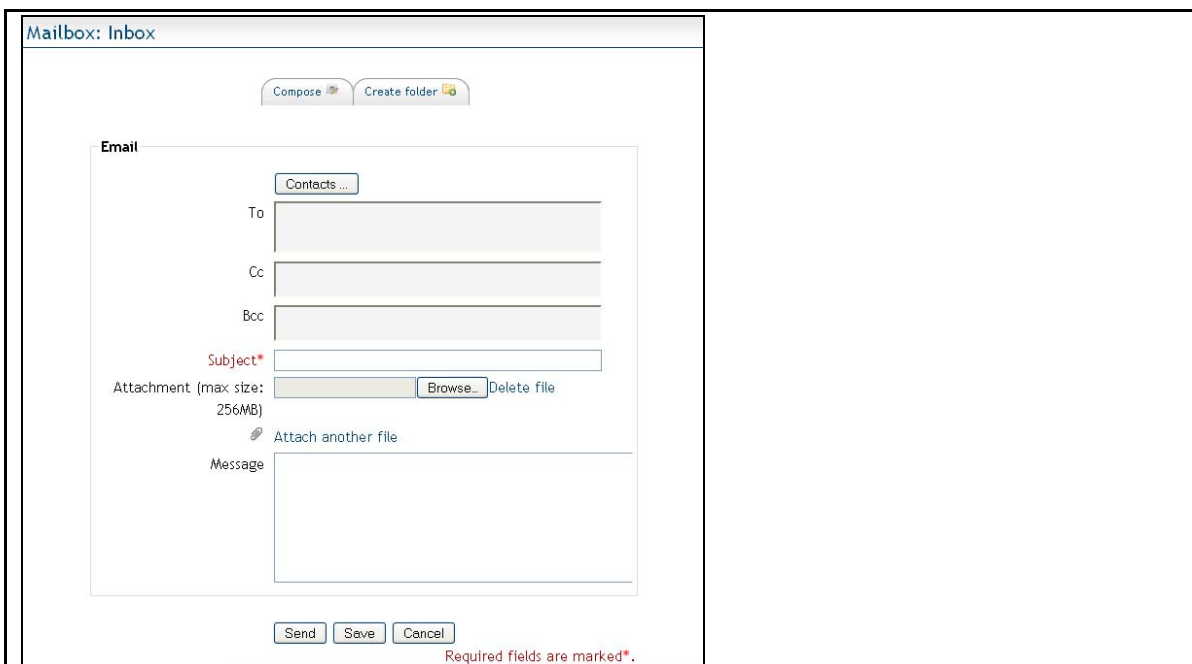 Mailbox: Inbox
Compose Create folder
Email
Contacts ...
To
Cc
Bcc
Subject*
Attachment (max size: Browse... Delete file
256MB)
Attach another file
Message
Send Save Cancel
Required fields are marked*.